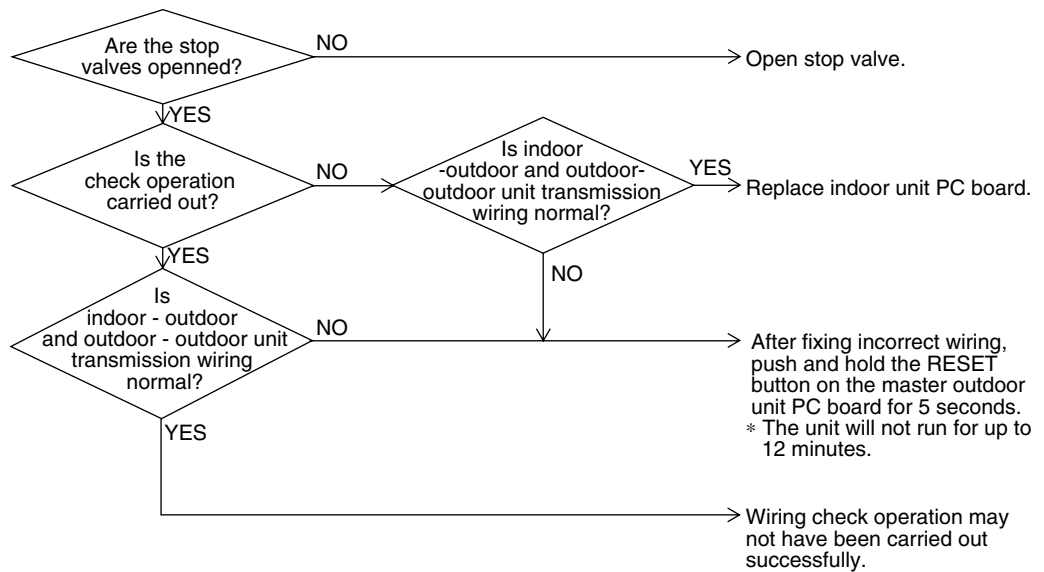 Are the stop
valves openned?
NO
Open stop valve.
YES
Is the
check operation
carried out?
NO
Is indoor
-outdoor and outdoor-
outdoor unit transmission
wiring normal?
YES
Replace indoor unit PC board.
YES
NO
Is
indoor - outdoor
and outdoor - outdoor unit
transmission wiring
normal?
NO
After fixing incorrect wiring,
push and hold the RESET
button on the master outdoor
unit PC board for 5 seconds.
* The unit will not run for up to
12 minutes.
YES
Wiring check operation may
not have been carried out
successfully.